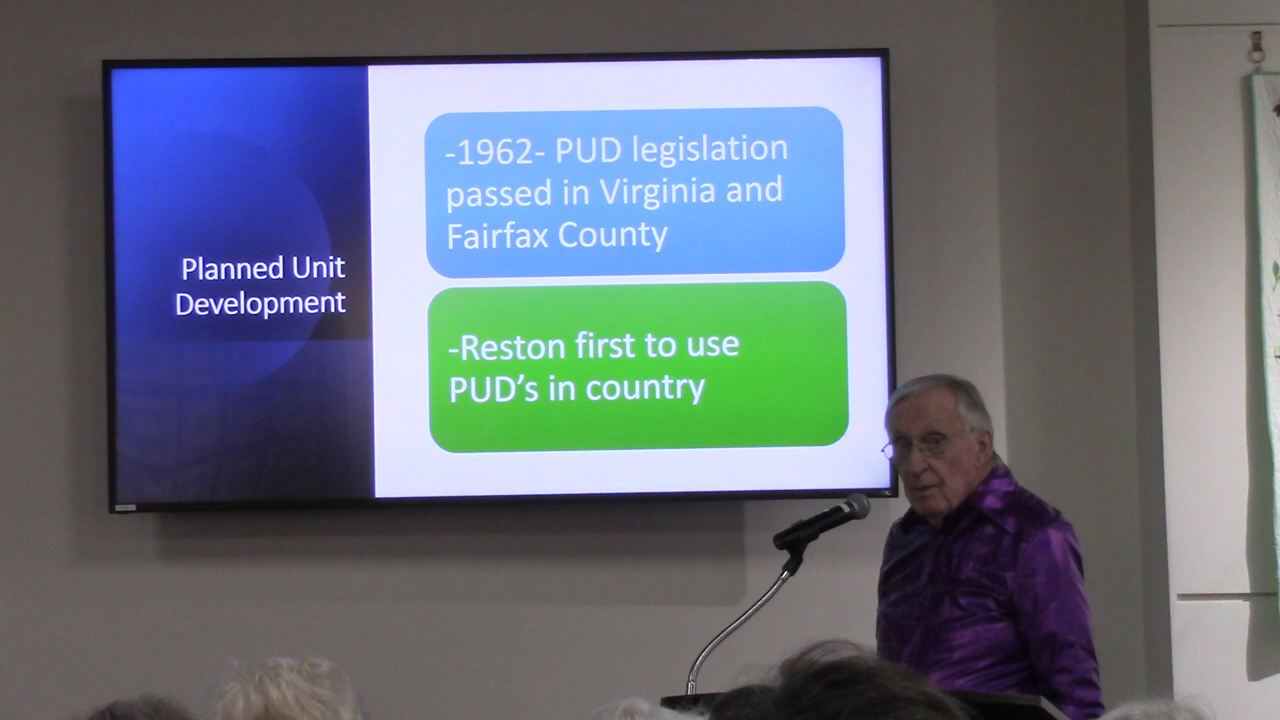 Planned Unit
Development
-1962- PUD legislation
passed in Virginia and
Fairfax County
-Reston first to use
PUD's in country